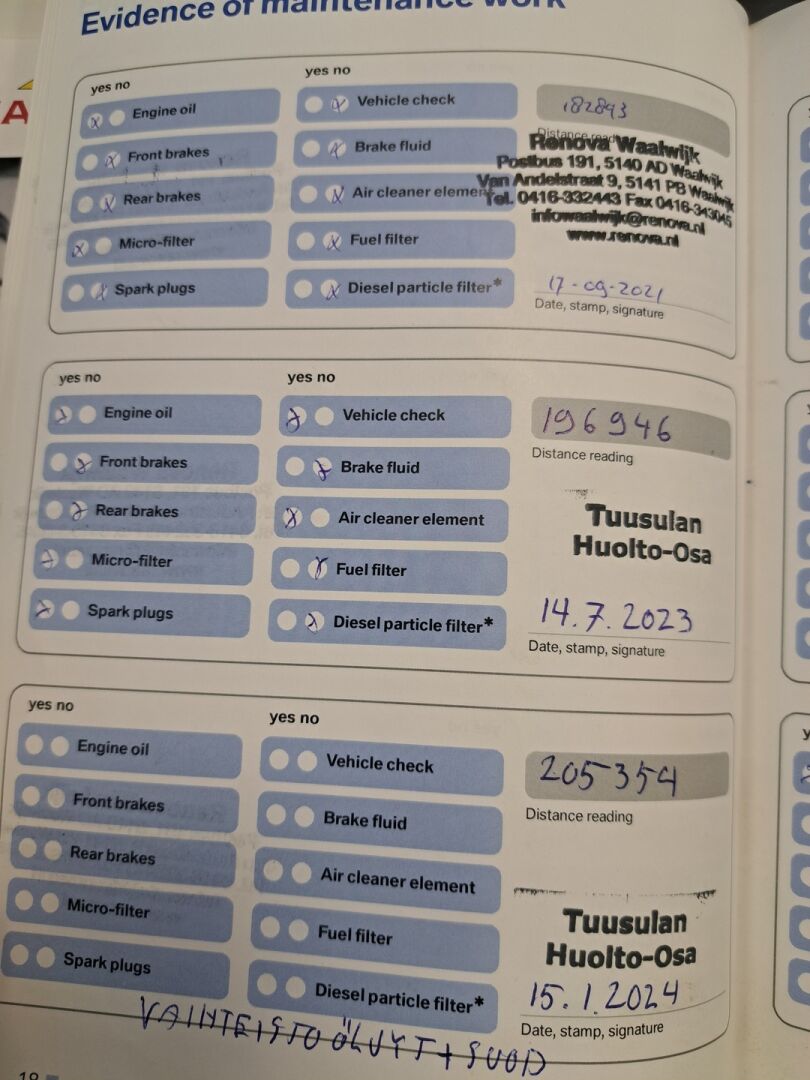 Evidence of maintenance work
yes no
yes no
x Engine oil
x Vehicle check
182893
Distance read
x Front brakes
x Brake fluid
Renova Waalwijk
Postbus 191, 5140 AD Waalwijk
Van Andelstraat 9, 5141 PB Waalwijk
Tel. 0416-332443 Fax 0416-343045
infowaalwijk@renova.nl
www.renova.nl
x Rear brakes
x Air cleaner element
x Micro-filter
x Fuel filter
x Spark plugs
x Diesel particle filter*
17-09-2021
Date, stamp, signature
yes no
yes no
x Engine oil
x Vehicle check
196946
Distance reading
x Front brakes
x Brake fluid
x Rear brakes
x Air cleaner element
Tuusulan
Huolto-Osa
x Micro-filter
x Fuel filter
x Spark plugs
x Diesel particle filter*
14.7.2023
Date, stamp, signature
yes no
yes no
Engine oil
Vehicle check
205354
Distance reading
Front brakes
Brake fluid
Rear brakes
Air cleaner element
Micro-filter
Fuel filter
Tuusulan
Huolto-Osa
Spark plugs
Diesel particle filter*
15.1.2024
Date, stamp, signature
VAIHTEISTO ÖLJYT + SUOD